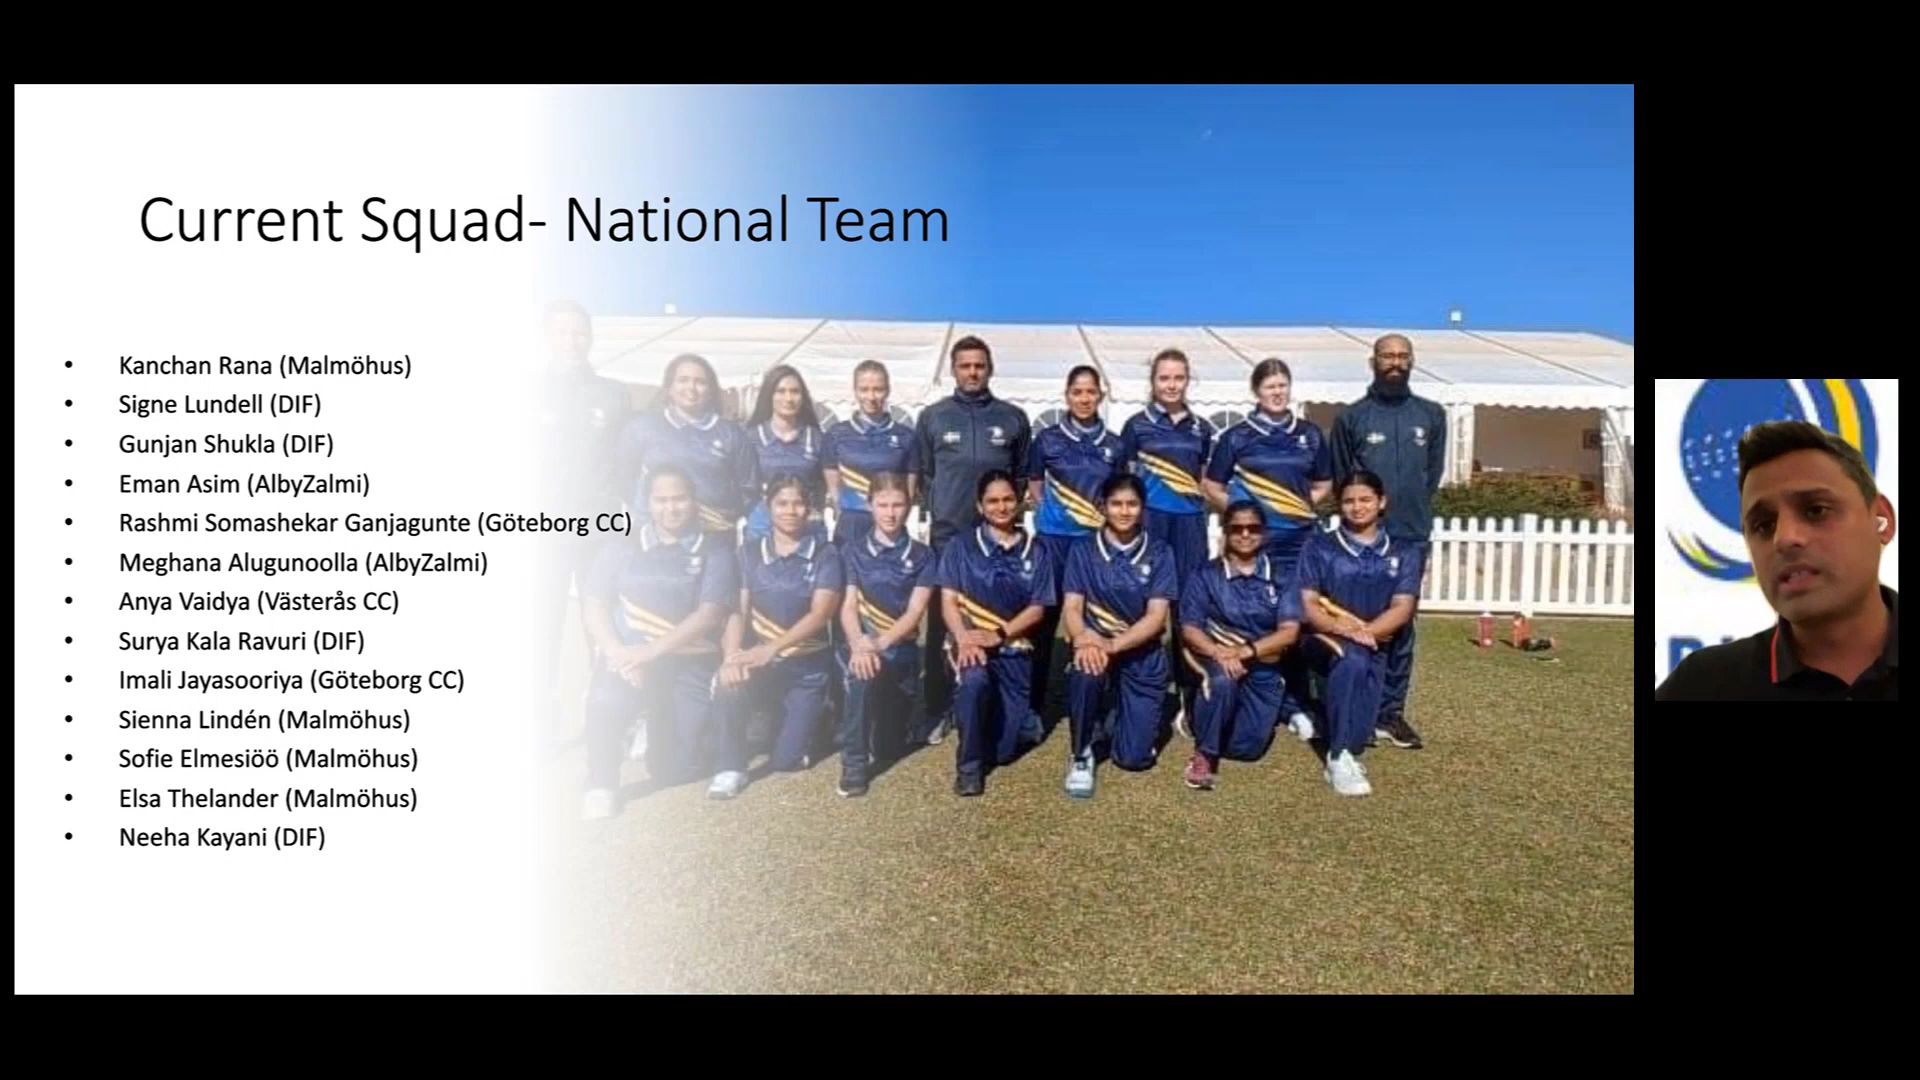 Current Squad- National Team
• Kanchan Rana (Malmöhus)
• Signe Lundell (DIF)
• Gunjan Shukla (DIF)
• Eman Asim (AlbyZalmi)
• Rashmi Somashekar Ganjagunte (Göteborg CC)
• Meghana Alugunoolla (AlbyZalmi)
• Anya Vaidya (Västerås CC)
• Surya Kala Ravuri (DIF)
• Imali Jayasooriya (Göteborg CC)
• Sienna Lindén (Malmöhus)
• Sofie Elmesiöö (Malmöhus)
• Elsa Thelander (Malmöhus)
• Neeha Kayani (DIF)